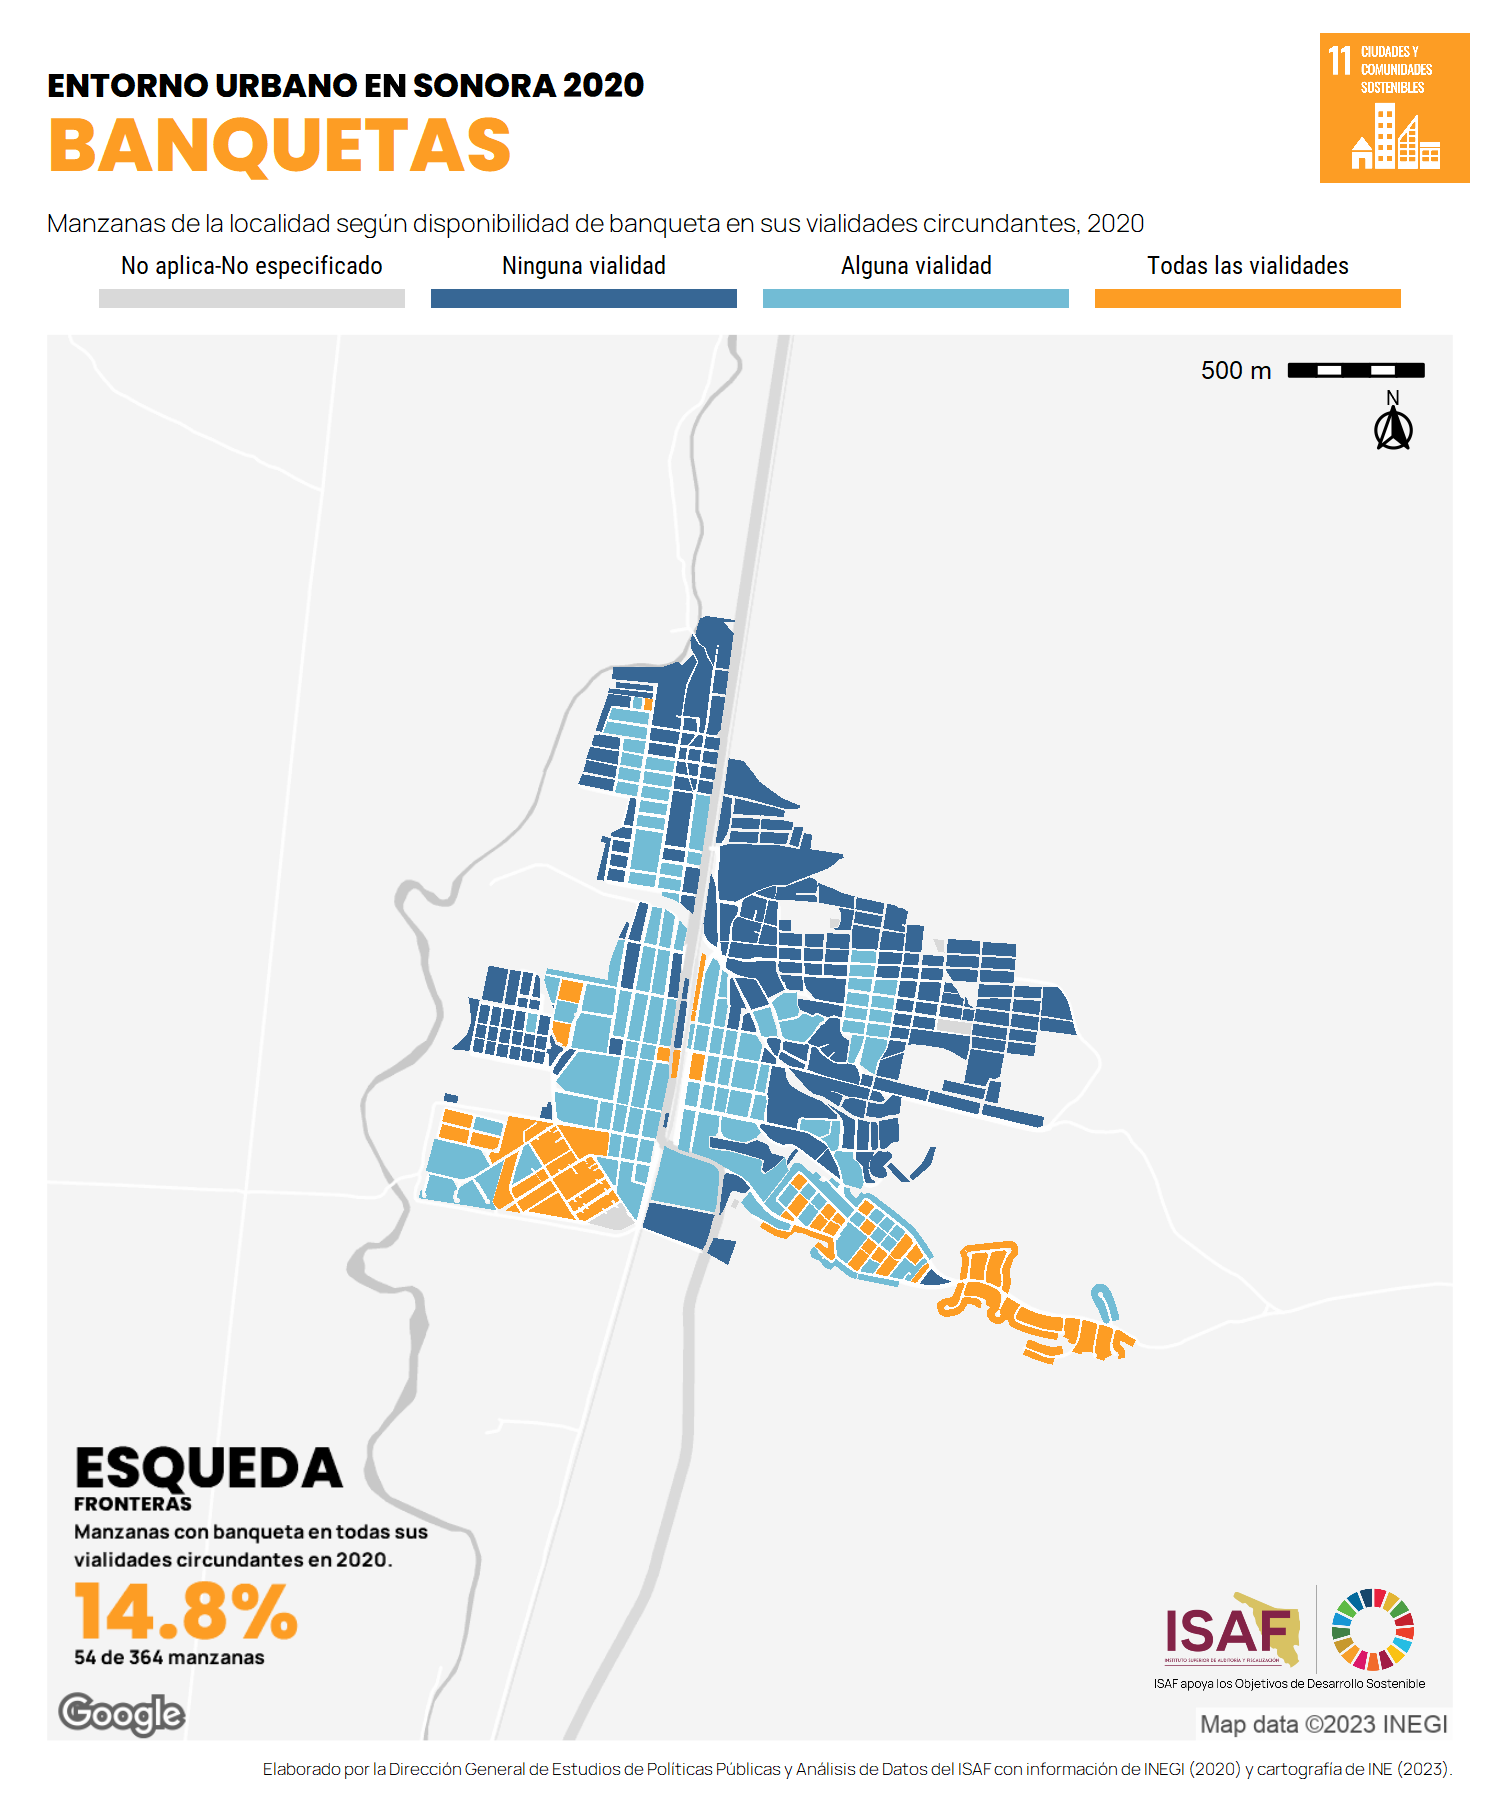 ENTORNO URBANO EN SONORA 2020
BANQUETAS
11 CIUDADES Y
COMUNIDADES
SOSTENIBLES
Manzanas de la localidad según disponibilidad de banqueta en sus vialidades circundantes, 2020
No aplica-No especificado
Ninguna vialidad
Alguna vialidad
Todas las vialidades
500 m
N
ESQUEDA
FRONTERAS
Manzanas con banqueta en todas sus
vialidades circundantes en 2020.
14.8%
54 de 364 manzanas
Google
ISAF
INSTITUTO SUPERIOR DE AUDITORÍA Y FISCALIZACIÓN
ISAF apoya los Objetivos de Desarrollo Sostenible
Map data ©2023 INEGI
Elaborado por la Dirección General de Estudios de Políticas Públicas y Análisis de Datos del ISAF con información de INEGI (2020) y cartografía de INE (2023).